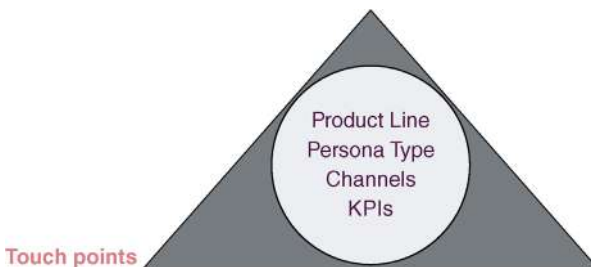 Product Line
Persona Type
Channels
KPIs
Touch points